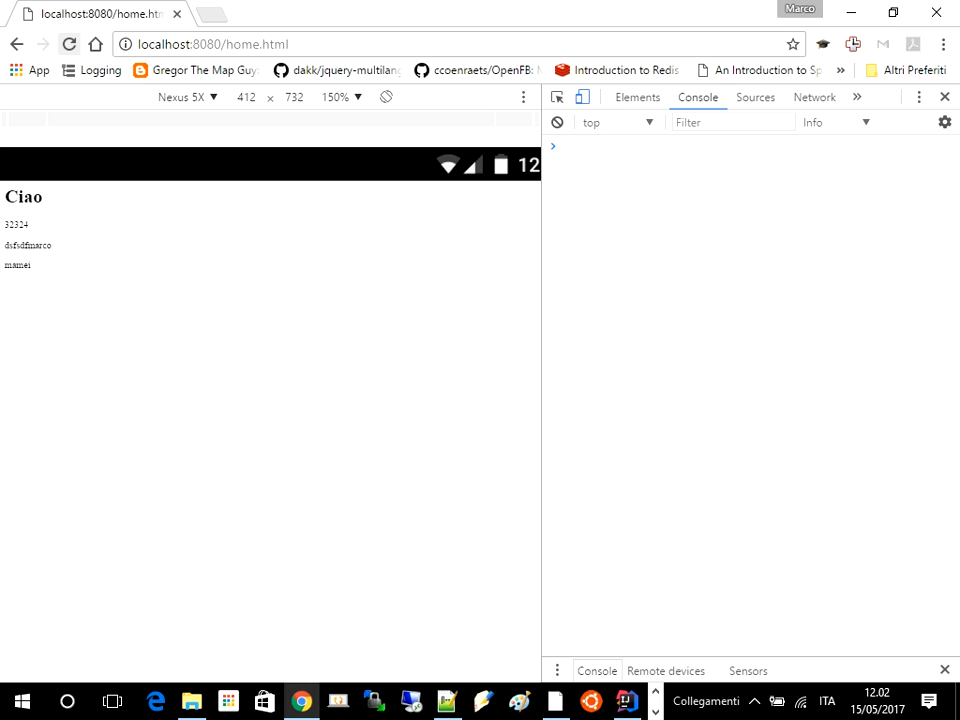 localhost:8080/home.htm
Marco
localhost:8080/home.html
App
Logging
Gregor The Map Guy:
dakk/jquery-multilang
ccoenraets/OpenFB: M
Introduction to Redis
An Introduction to Sp
»
Altri Preferiti
Nexus 5X ▼ 412 × 732 150% ▼
Elements Console Sources Network »
top ▼ Filter Info ▼
>
12
Ciao
32324
dsfsdfmarco
mamei
Console Remote devices Sensors
Collegamenti
ITA
12.02
15/05/2017